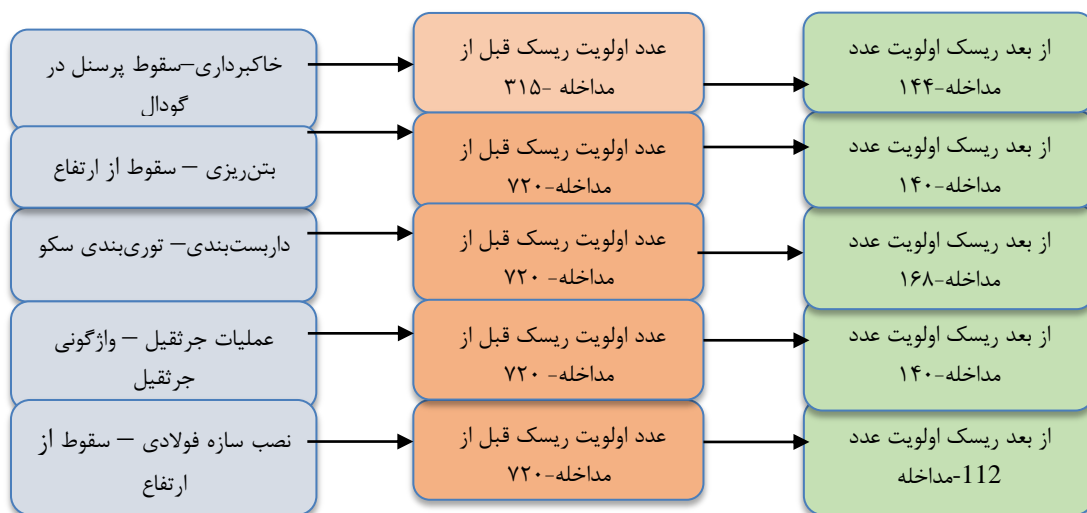 خاکبرداری–سقوط پرسنل در
گودال
عدد اولویت ریسک قبل از
مداخله -۳۱۵
از بعد ریسک اولویت عدد
مداخله-۱۴۴
بتن‌ریزی – سقوط از ارتفاع
عدد اولویت ریسک قبل از
مداخله-۷۲۰
از بعد ریسک اولویت عدد
مداخله-۱۴۰
داربست‌بندی– توری‌بندی سکو
عدد اولویت ریسک قبل از
مداخله- ۷۲۰
از بعد ریسک اولویت عدد
مداخله-۱۶۸
عملیات جرثقیل – واژگونی
جرثقیل
عدد اولویت ریسک قبل از
مداخله- ۷۲۰
از بعد ریسک اولویت عدد
مداخله-۱۴۰
نصب سازه فولادی – سقوط از
ارتفاع
عدد اولویت ریسک قبل از
مداخله-۷۲۰
از بعد ریسک اولویت عدد
112-مداخله